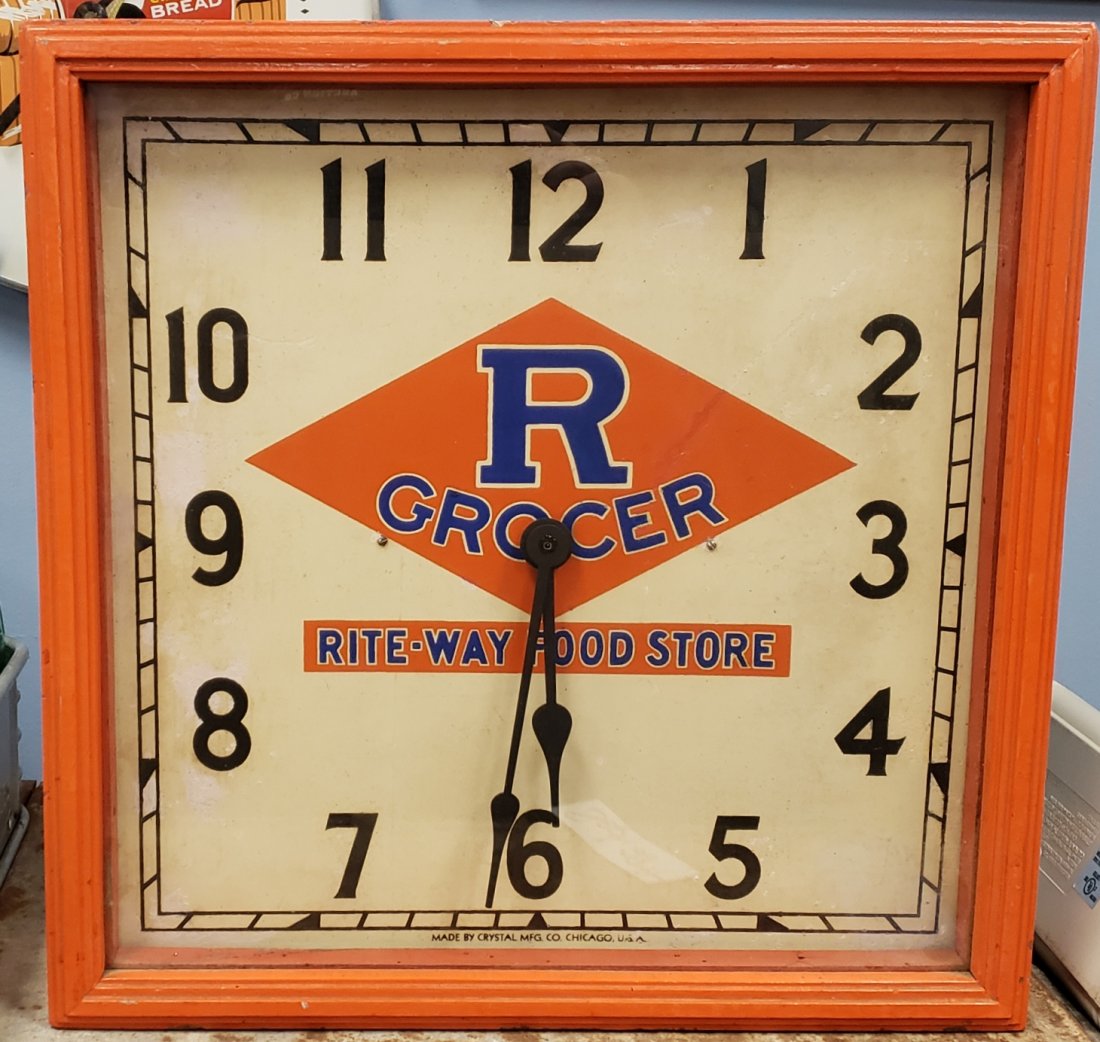 BREAD
11 12 1
10 2
R
GROCER
9 3
RITE-WAY FOOD STORE
8 4
7 6 5
MADE BY CRYSTAL MFG. CO. CHICAGO, U.S.A.